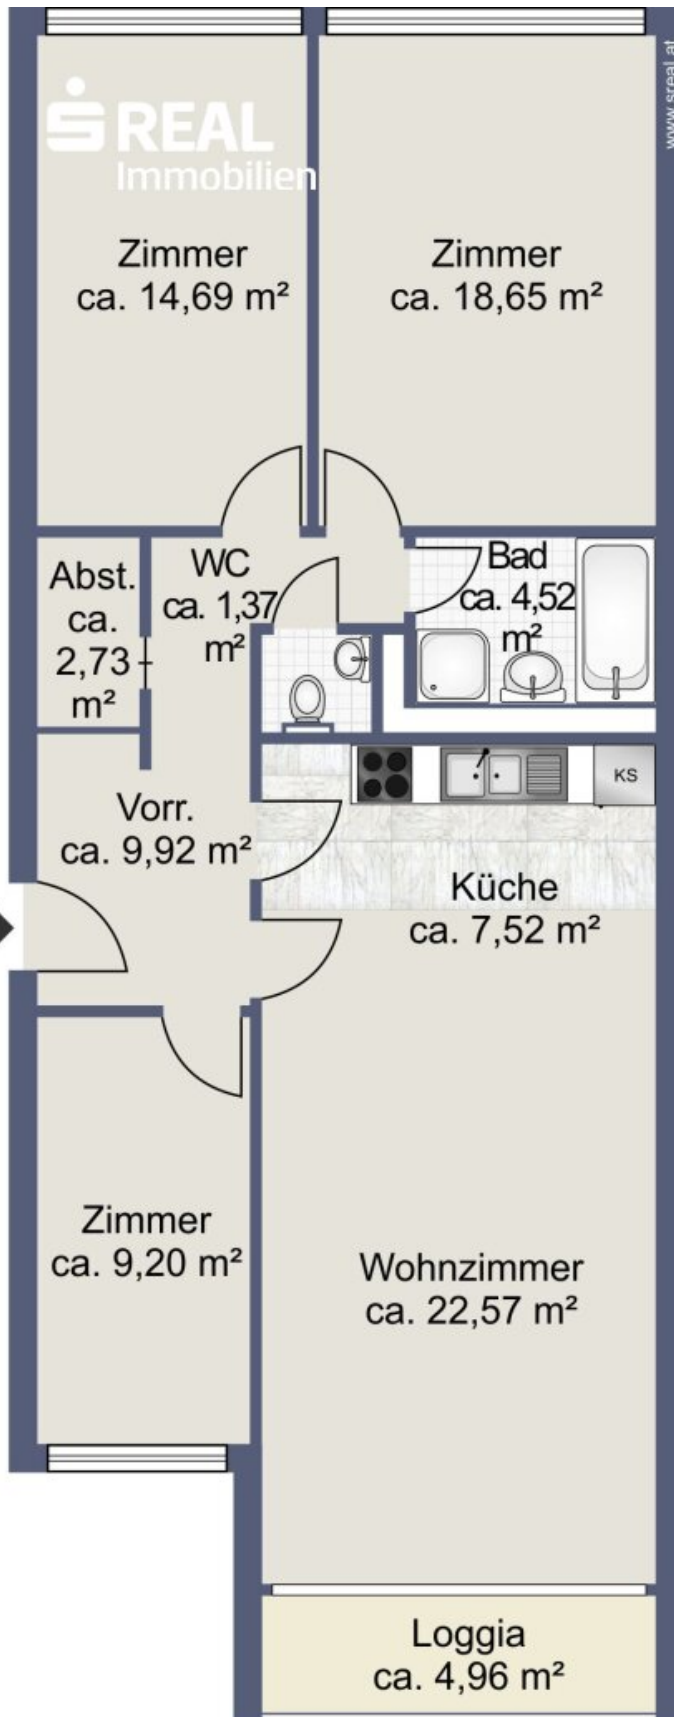 www.sreal.at
S REAL
Immobilien
Zimmer
ca. 14,69 m²
Zimmer
ca. 18,65 m²
Abst.
ca.
2,73
m²
WC
ca. 1,37
m²
Bad
ca. 4,52
m²
KS
Vorr.
ca. 9,92 m²
Küche
ca. 7,52 m²
Zimmer
ca. 9,20 m²
Wohnzimmer
ca. 22,57 m²
Loggia
ca. 4,96 m²